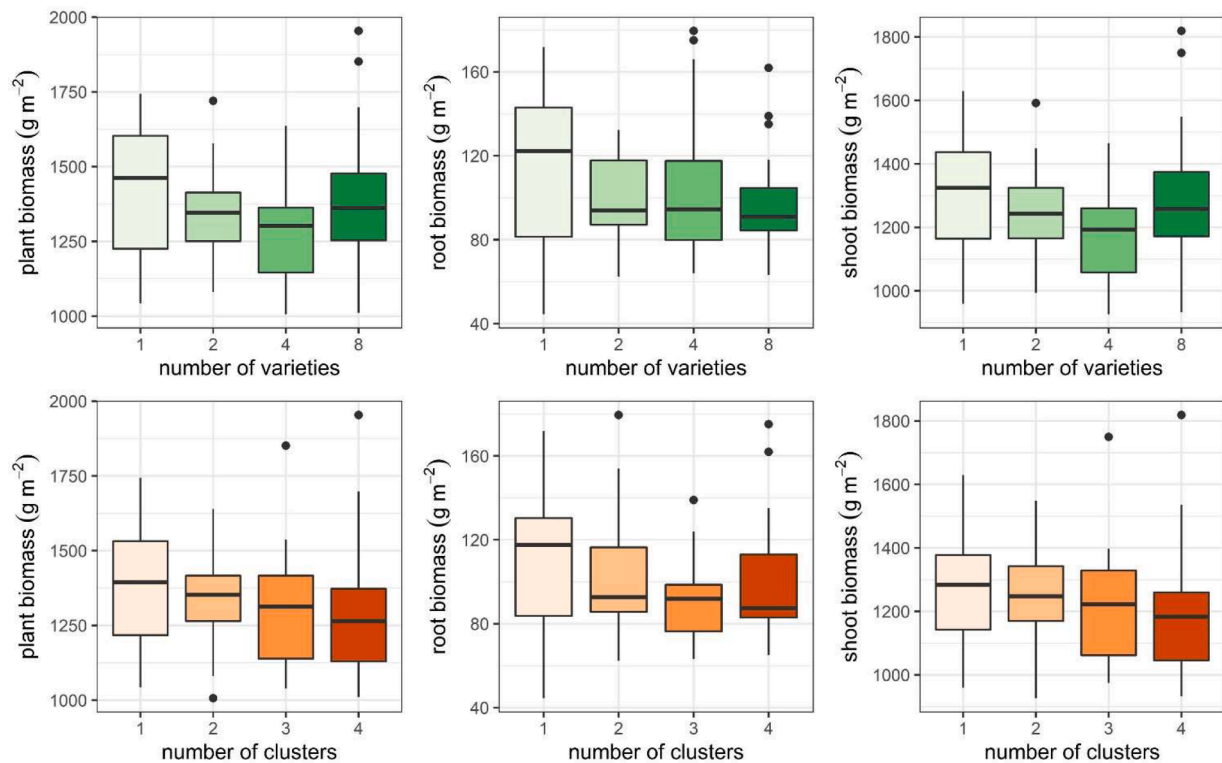 plant biomass (g m⁻²)
2000
1750
1500
1250
1000
1 2 4 8
number of varieties
root biomass (g m⁻²)
160
120
80
40
1 2 4 8
number of varieties
shoot biomass (g m⁻²)
1800
1600
1400
1200
1000
1 2 4 8
number of varieties
plant biomass (g m⁻²)
2000
1750
1500
1250
1000
1 2 3 4
number of clusters
root biomass (g m⁻²)
160
120
80
40
1 2 3 4
number of clusters
shoot biomass (g m⁻²)
1800
1600
1400
1200
1000
1 2 3 4
number of clusters